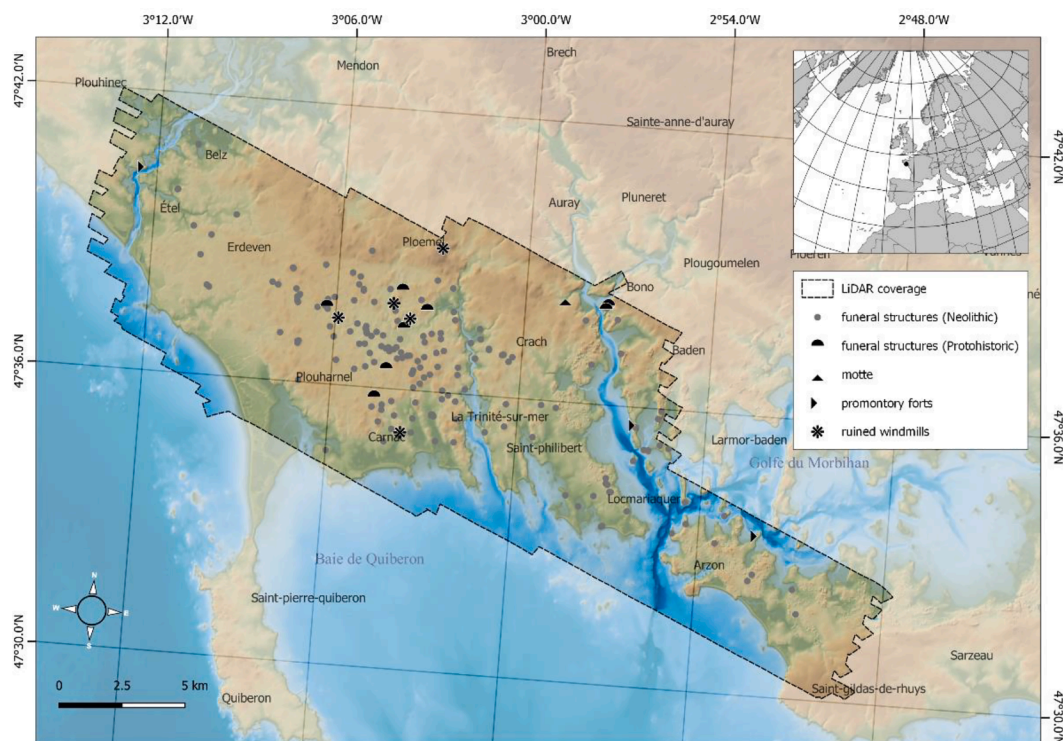 3°12.0'W
3°06.0'W
3°00.0'W
2°54.0'W
2°48.0'W
47°42.0'N
Plouhinec
Mendon
Brech
Sainte-anne-d'auray
Belz
47°42.0'N
Étel
Auray
Pluneret
Erdeven
Ploemel
Plougoumelen
Ploeren
Vannes
Bono
LiDAR coverage
funeral structures (Neolithic)
funeral structures (Protohistoric)
motte
promontory forts
ruined windmills
47°36.0'N
Crach
Baden
Plouharnel
La Trinité-sur-mer
Carnac
Saint-philibert
Larmor-baden
47°36.0'N
Golfe du Morbihan
Locmariaquer
Baie de Quiberon
Arzon
Saint-pierre-quiberon
N
W
E
S
47°30.0'N
Sarzeau
0
2.5
5 km
Quiberon
Saint-gildas-de-rhuys
47°30.0'N